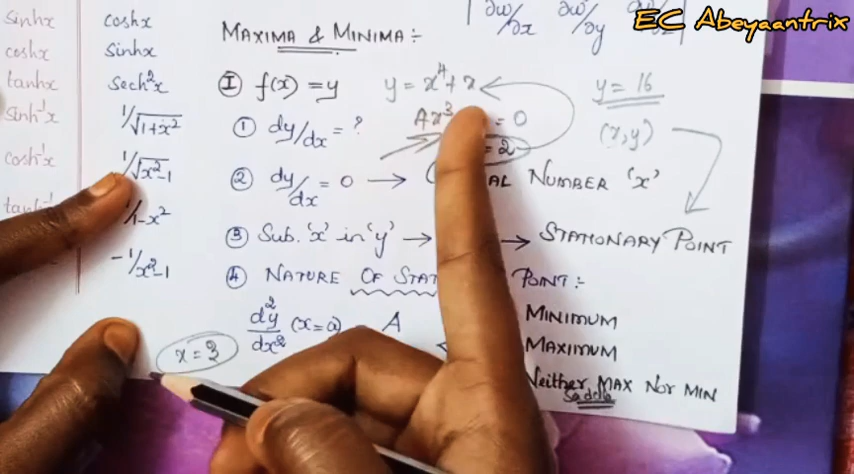 EC Abeyaantrix
sinhx coshx
coshx sinhx
tanhx sech²x
sinh⁻¹x 1/√1+x²
cosh⁻¹x 1/√x²-1
1/1-x²
-1/x²-1
∂w/∂x ∂w/∂y
MAXIMA & MINIMA:-
I f(x) = y y = x⁴ + x y = 16
① dy/dx = ? 4x³ = 0 (x,y)
= 2
② dy/dx = 0 → NUMBER 'x'
③ Sub. 'x' in 'y' → → STATIONARY POINT
④ NATURE OF POINT:-
d²y/dx² (x=a) A
MINIMUM
MAXIMUM
x = 3
Neither MAX Nor MIN
Saddle